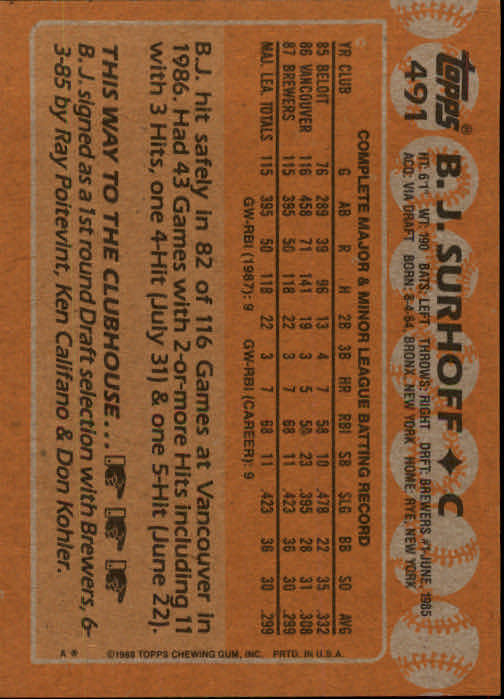 topps®
491
B. J. SURHOFF ♦ C
HT: 6'1" WT: 190 BATS: LEFT THROWS: RIGHT DRFT: BREWERS #1-JUNE, 1985
ACQ: VIA DRAFT BORN: 8-4-64, BRONX, NEW YORK HOME: RYE, NEW YORK
COMPLETE MAJOR & MINOR LEAGUE BATTING RECORD
YR CLUB G AB R H 2B 3B HR RBI SB SLG BB SO AVG
85 BELOIT 76 289 39 96 13 4 7 58 10 .478 22 35 .332
86 VANCOUVER 116 458 71 141 19 3 5 59 23 .395 28 31 .308
87 BREWERS 115 395 50 118 22 3 7 68 11 .423 36 30 .299
MAJ. LEA. TOTALS 115 395 50 118 22 3 7 68 11 .423 36 30 .299
GW-RBI (1987): 9 GW-RBI (CAREER): 9
B.J. hit safely in 82 of 116 Games at Vancouver in
1986. Had 43 Games with 2-or-more Hits including 11
with 3 Hits, one 4-Hit (July 31) & one 5-Hit (June 22).
THIS WAY TO THE CLUBHOUSE...
B.J. signed as a 1st round Draft selection with Brewers, 6-
3-85 by Ray Poitevint, Ken Califano & Don Kohler.
A* ©1988 TOPPS CHEWING GUM, INC. PRTD. IN U.S.A.